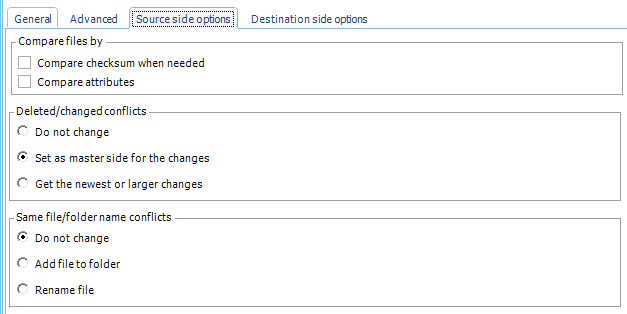 General Advanced Source side options Destination side options
Compare files by
Compare checksum when needed
Compare attributes
Deleted/changed conflicts
Do not change
Set as master side for the changes
Get the newest or larger changes
Same file/folder name conflicts
Do not change
Add file to folder
Rename file